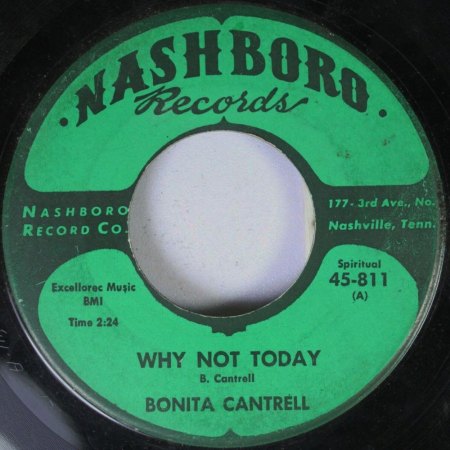 ·NASHBORO·
Records
NASHBORO
RECORD CO.
177-3rd Ave., No.
Nashville, Tenn.
Excellorec Music
BMI
Time 2:24
Spiritual
45-811
(A)
WHY NOT TODAY
B. Cantrell
BONITA CANTRELL